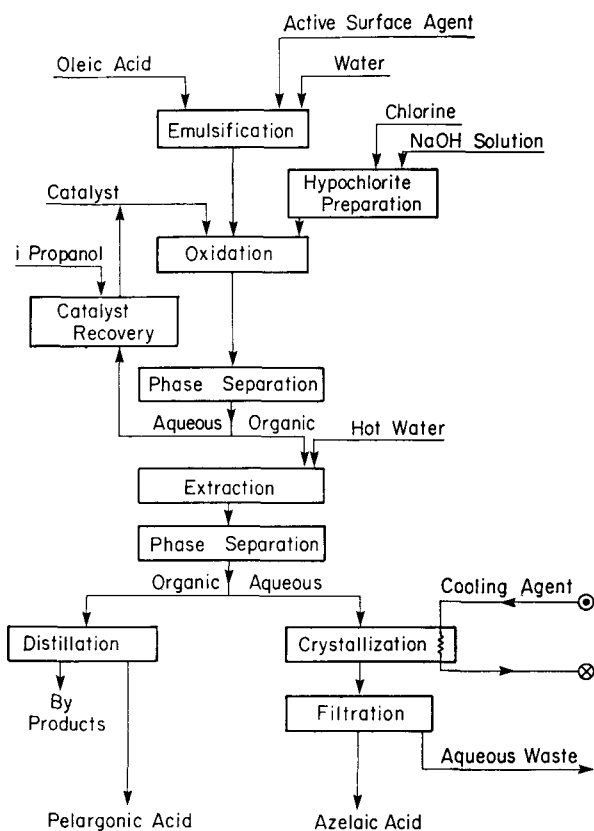 Active Surface Agent
Oleic Acid
Water
Emulsification
Chlorine
NaOH Solution
Hypochlorite
Preparation
Catalyst
Oxidation
i Propanol
Catalyst
Recovery
Phase Separation
Aqueous Organic
Hot Water
Extraction
Phase Separation
Organic Aqueous
Cooling Agent
Distillation
Crystallization
By
Products
Filtration
Aqueous Waste
Pelargonic Acid
Azelaic Acid